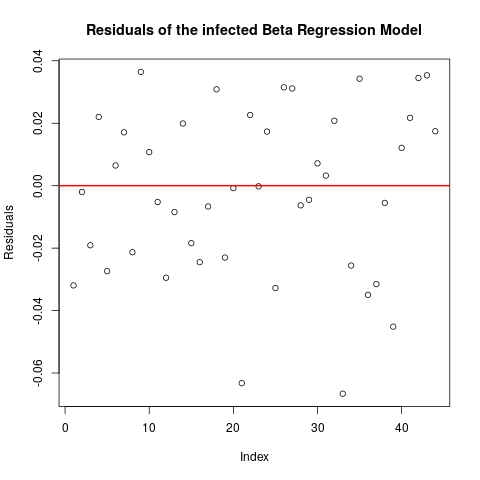 Residuals of the infected Beta Regression Model
0.04
0.02
0.00
-0.02
-0.04
-0.06
Residuals
0 10 20 30 40
Index